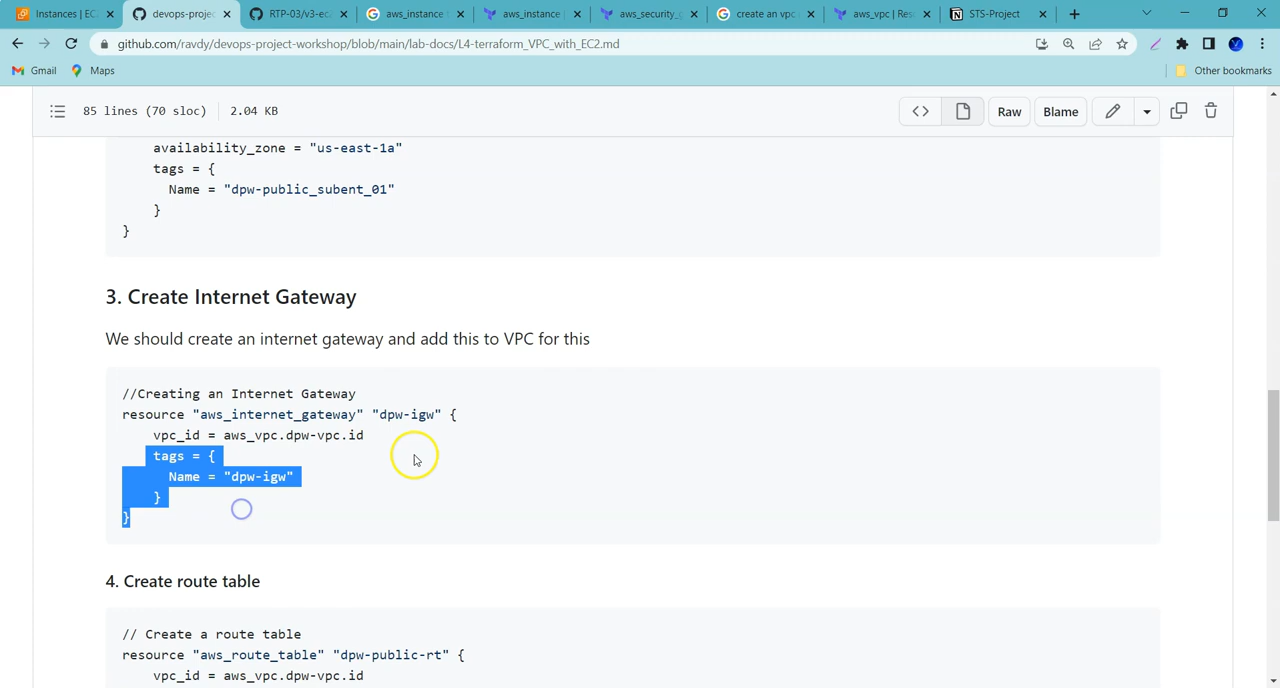 Instances | EC
devops-proje
RTP-03/v3-ec
aws_instance
aws_instance
aws_security_g
create an vpc
aws_vpc | Res
STS-Project
github.com/ravdy/devops-project-workshop/blob/main/lab-docs/L4-terraform_VPC_with_EC2.md
Gmail
Maps
Other bookmarks
85 lines (70 sloc)
2.04 KB
Raw
Blame
availability_zone = "us-east-1a"
tags = {
Name = "dpw-public_subent_01"
}
}
3. Create Internet Gateway
We should create an internet gateway and add this to VPC for this
//Creating an Internet Gateway
resource "aws_internet_gateway" "dpw-igw" {
vpc_id = aws_vpc.dpw-vpc.id
tags = {
Name = "dpw-igw"
}
}
4. Create route table
// Create a route table
resource "aws_route_table" "dpw-public-rt" {
vpc_id = aws_vpc.dpw-vpc.id